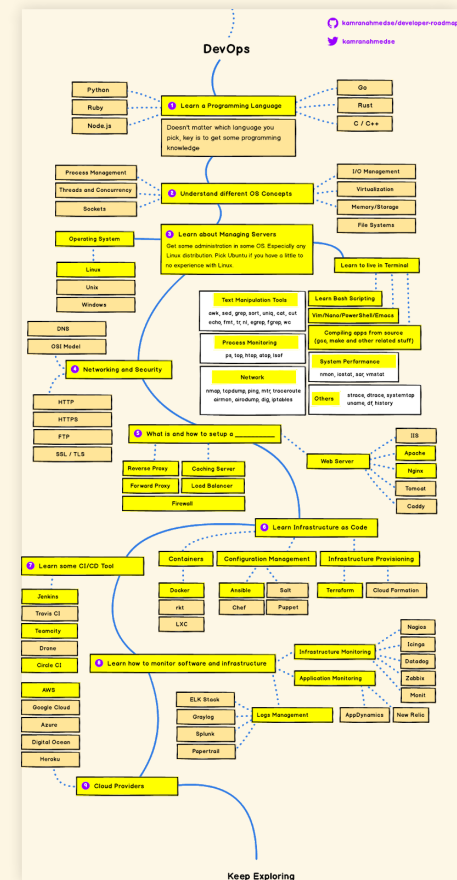 kamranahmedse/developer-roadmap
kamranahmedse
DevOps
Python
Ruby
Node.js
1 Learn a Programming Language
Doesn't matter which language you
pick, key is to get some programming
knowledge
Go
Rust
C / C++
Process Management
Threads and Concurrency
Sockets
2 Understand different OS Concepts
I/O Management
Virtualization
Memory/Storage
File Systems
3 Learn about Managing Servers
Get some administration in some OS. Especially any
Linux distribution. Pick Ubuntu if you have a little to
no experience with Linux.
Operating System
Linux
Unix
Windows
Learn to live in Terminal
Learn Bash Scripting
Vim/Nano/PowerShell/Emacs
Compiling apps from source
(gcc, make and other related stuff)
Text Manipulation Tools
awk, sed, grep, sort, uniq, cat, cut
echo, fmt, tr, nl, egrep, fgrep, wc
Process Monitoring
ps, top, htop, atop, lsof
Network
nmap, tcpdump, ping, mtr, traceroute
airmon, airodump, dig, iptables
System Performance
nmon, iostat, sar, vmstat
Others
strace, dtrace, systemtap
uname, df, history
DNS
OSI Model
4 Networking and Security
HTTP
HTTPS
FTP
SSL / TLS
5 What is and how to setup a ________
Reverse Proxy
Caching Server
Forward Proxy
Load Balancer
Firewall
Web Server
IIS
Apache
Nginx
Tomcat
Caddy
6 Learn Infrastructure as Code
Containers
Docker
rkt
LXC
Configuration Management
Ansible
Salt
Chef
Puppet
Infrastructure Provisioning
Terraform
Cloud Formation
7 Learn some CI/CD Tool
Jenkins
Travis CI
Teamcity
Drone
Circle CI
8 Learn how to monitor software and infrastructure
Infrastructure Monitoring
Nagios
Icinga
Datadog
Zabbix
Monit
Application Monitoring
AppDynamics
New Relic
Logs Management
ELK Stack
Graylog
Splunk
Papertrail
AWS
Google Cloud
Azure
Digital Ocean
Heroku
9 Cloud Providers
Keep Exploring